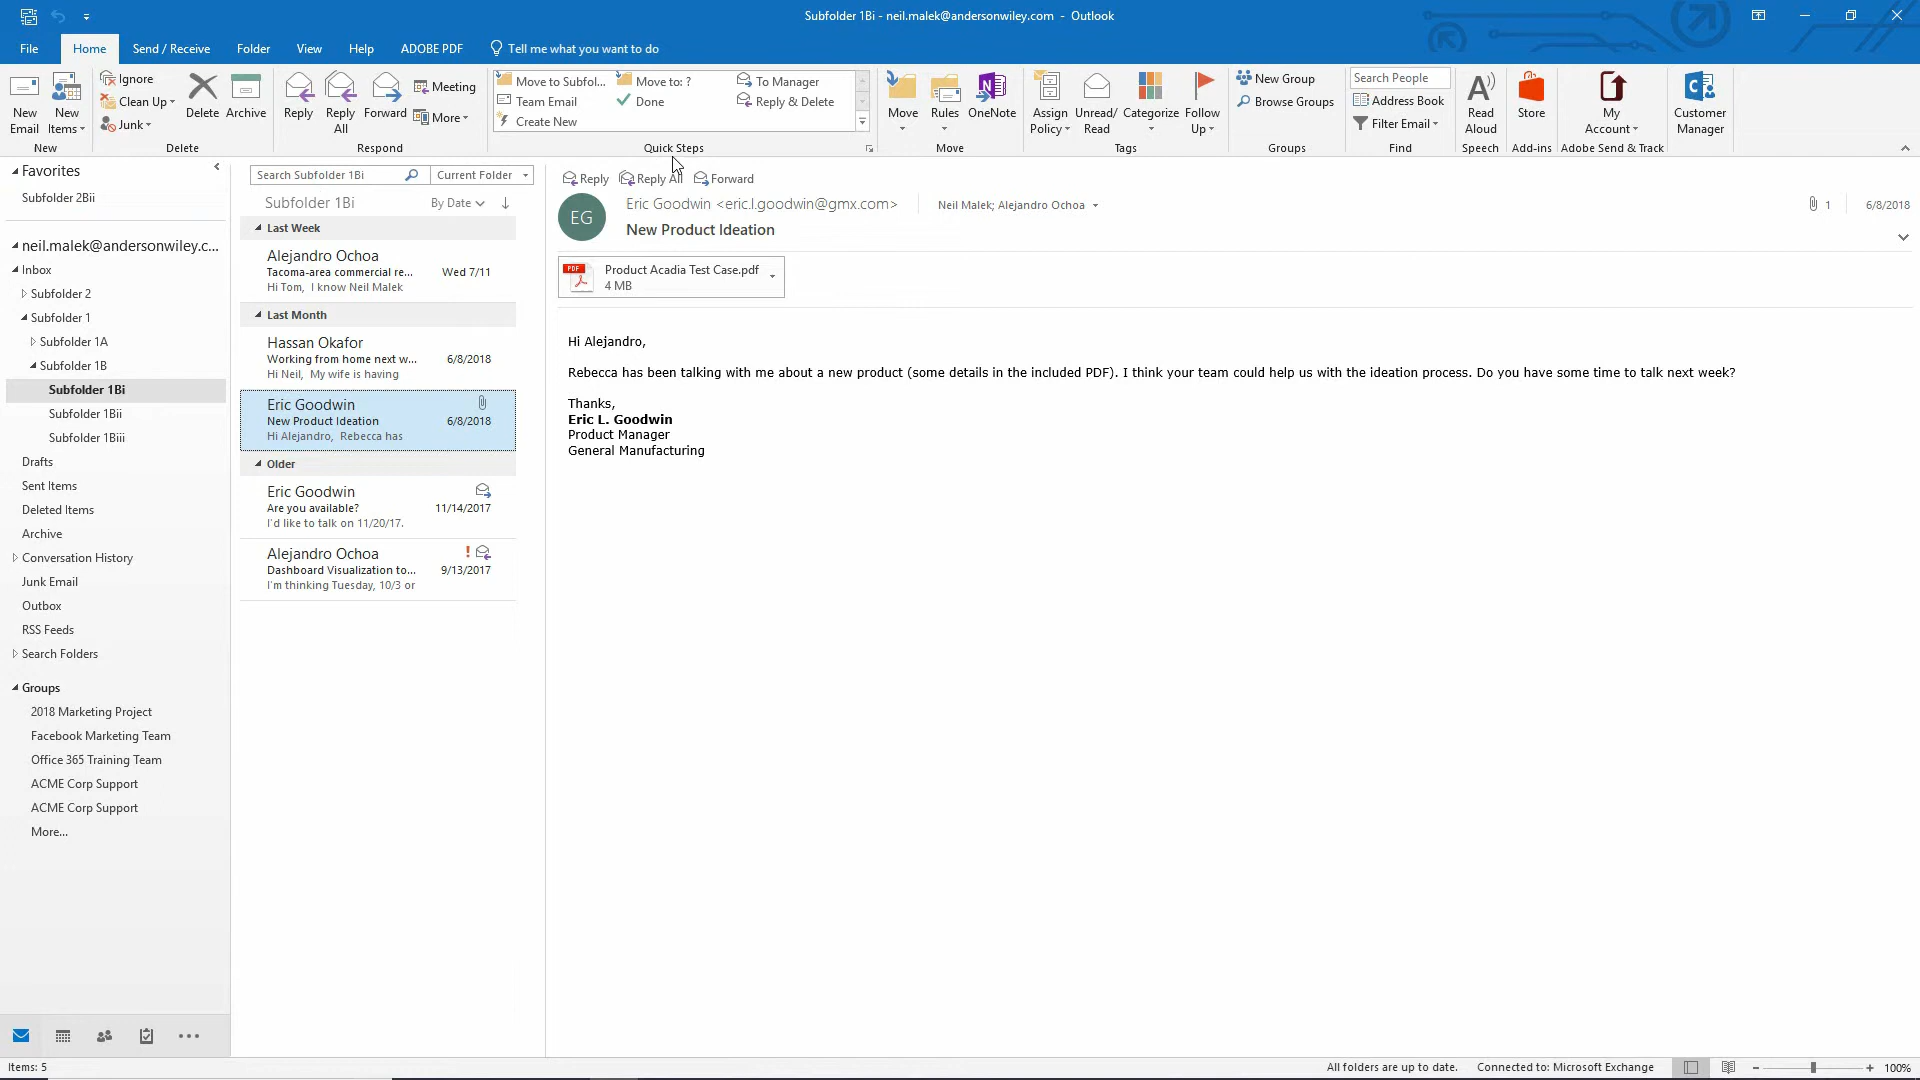 Subfolder 1Bi - neil.malek@andersonwiley.com - Outlook
File Home Send / Receive Folder View Help ADOBE PDF Tell me what you want to do
New Email
New Items
New
Ignore
Clean Up
Junk
Delete
Archive
Delete
Reply
Reply All
Forward
Meeting
More
Respond
Move to Subfol...
Team Email
Create New
Move to: ?
Done
To Manager
Reply & Delete
Quick Steps
Move
Rules
OneNote
Move
Assign Policy
Unread/ Read
Categorize
Follow Up
Tags
New Group
Browse Groups
Groups
Search People
Address Book
Filter Email
Find
Read Aloud
Speech
Store
Add-ins
My Account
Adobe Send & Track
Customer Manager
Favorites
Subfolder 2Bii
neil.malek@andersonwiley.c...
Inbox
Subfolder 2
Subfolder 1
Subfolder 1A
Subfolder 1B
Subfolder 1Bi
Subfolder 1Bii
Subfolder 1Biii
Drafts
Sent Items
Deleted Items
Archive
Conversation History
Junk Email
Outbox
RSS Feeds
Search Folders
Groups
2018 Marketing Project
Facebook Marketing Team
Office 365 Training Team
ACME Corp Support
ACME Corp Support
More...
Search Subfolder 1Bi Current Folder
Subfolder 1Bi By Date
Last Week
Alejandro Ochoa
Tacoma-area commercial re... Wed 7/11
Hi Tom, I know Neil Malek
Last Month
Hassan Okafor
Working from home next w... 6/8/2018
Hi Neil, My wife is having
Eric Goodwin
New Product Ideation 6/8/2018
Hi Alejandro, Rebecca has
Older
Eric Goodwin
Are you available? 11/14/2017
I'd like to talk on 11/20/17.
Alejandro Ochoa !
Dashboard Visualization to... 9/13/2017
I'm thinking Tuesday, 10/3 or
Reply Reply All Forward
EG
Eric Goodwin <eric.l.goodwin@gmx.com> Neil Malek; Alejandro Ochoa 1 6/8/2018
New Product Ideation
PDF
Product Acadia Test Case.pdf
4 MB
Hi Alejandro,
Rebecca has been talking with me about a new product (some details in the included PDF). I think your team could help us with the ideation process. Do you have some time to talk next week?
Thanks,
Eric L. Goodwin
Product Manager
General Manufacturing
Items: 5 All folders are up to date. Connected to: Microsoft Exchange 100%